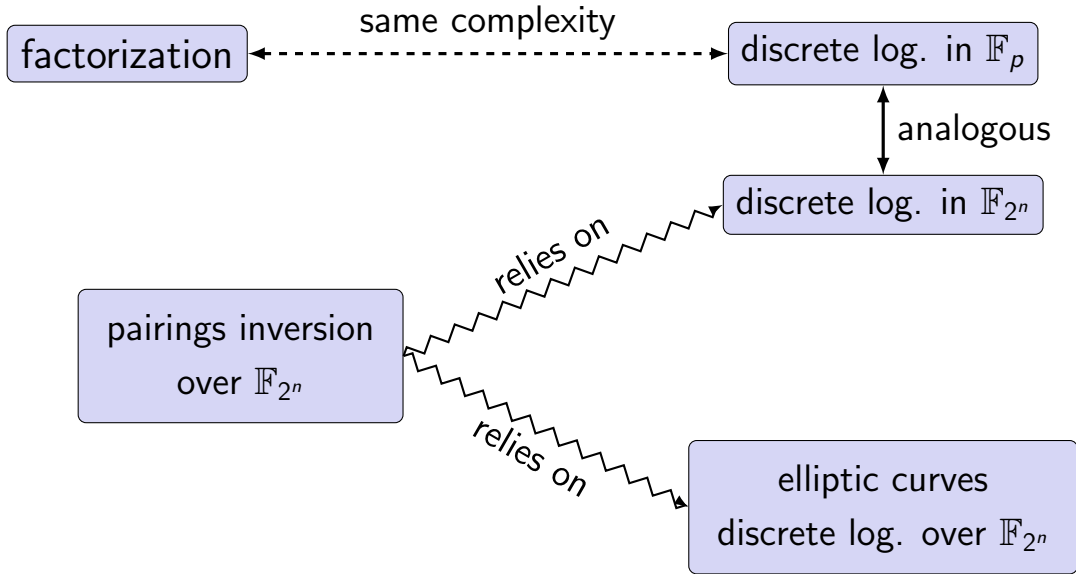 same complexity
factorization
discrete log. in 𝔽ₚ
analogous
discrete log. in 𝔽₂ⁿ
relies on
pairings inversion
over 𝔽₂ⁿ
relies on
elliptic curves
discrete log. over 𝔽₂ⁿ